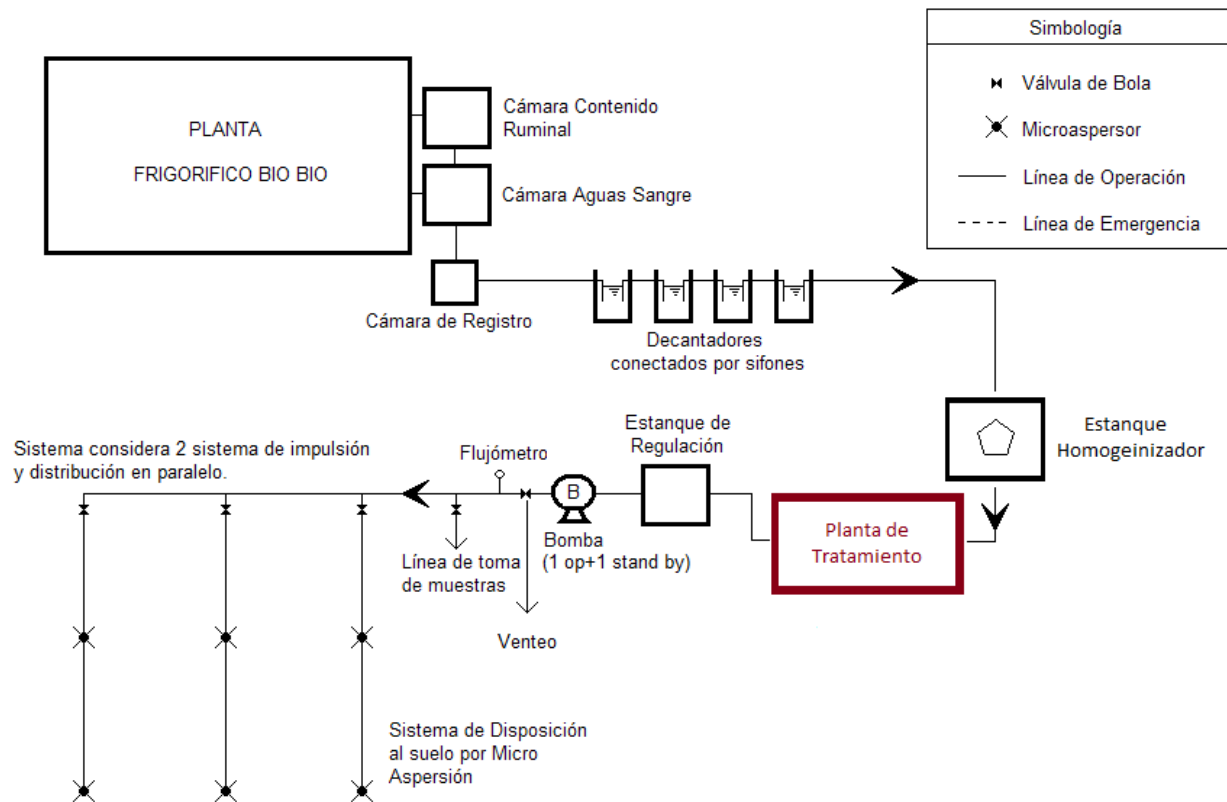 Simbología
Válvula de Bola
Microaspersor
Línea de Operación
Línea de Emergencia
PLANTA
FRIGORIFICO BIO BIO
Cámara Contenido
Ruminal
Cámara Aguas Sangre
Cámara de Registro
Decantadores
conectados por sifones
Estanque
Homogeinizador
Planta de
Tratamiento
Estanque de
Regulación
B
Bomba
(1 op+1 stand by)
Flujómetro
Venteo
Línea de toma
de muestras
Sistema considera 2 sistema de impulsión
y distribución en paralelo.
Sistema de Disposición
al suelo por Micro
Aspersión